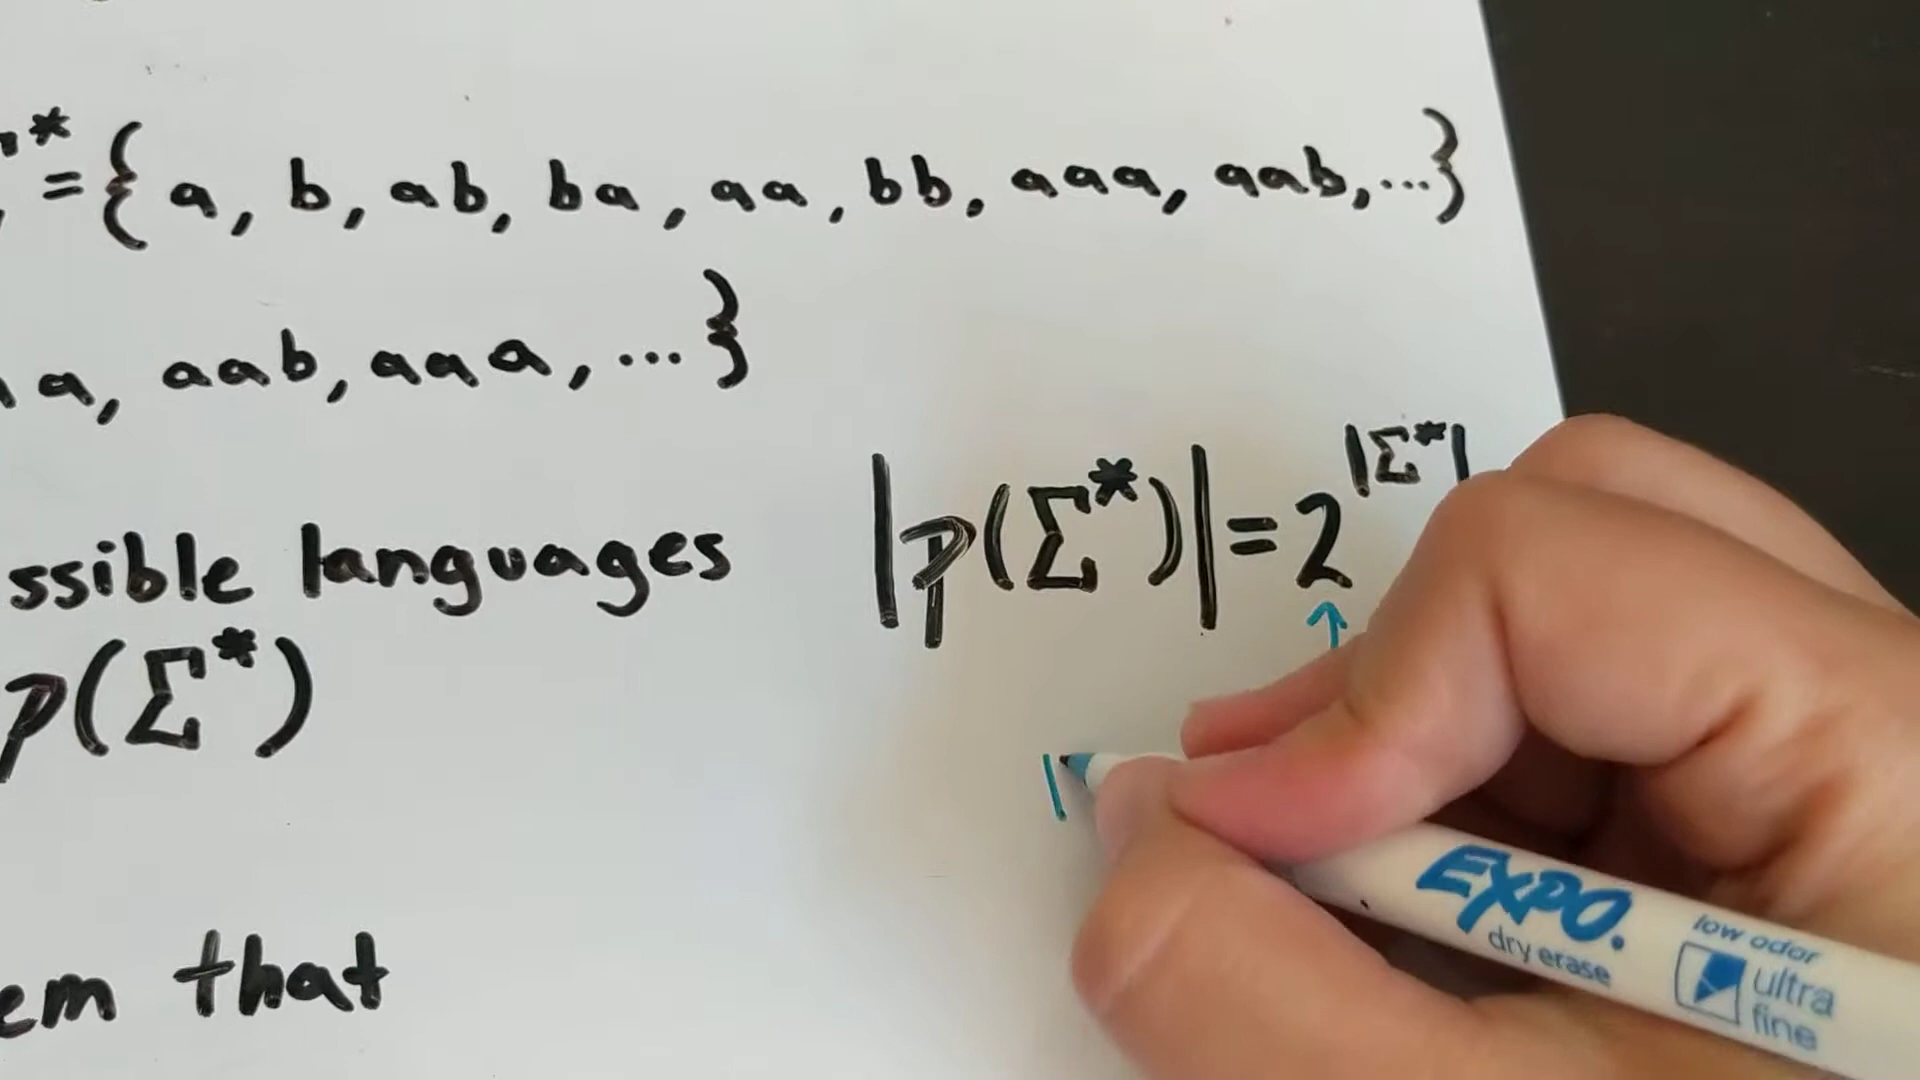 * = { a, b, ab, ba, aa, bb, aaa, aab, ... }
a, aab, aaa, ... }
|p(Σ*)| = 2^|Σ*|
ssible languages
p(Σ*)
em that
EXPO.
dry erase
low odor
ultra
fine